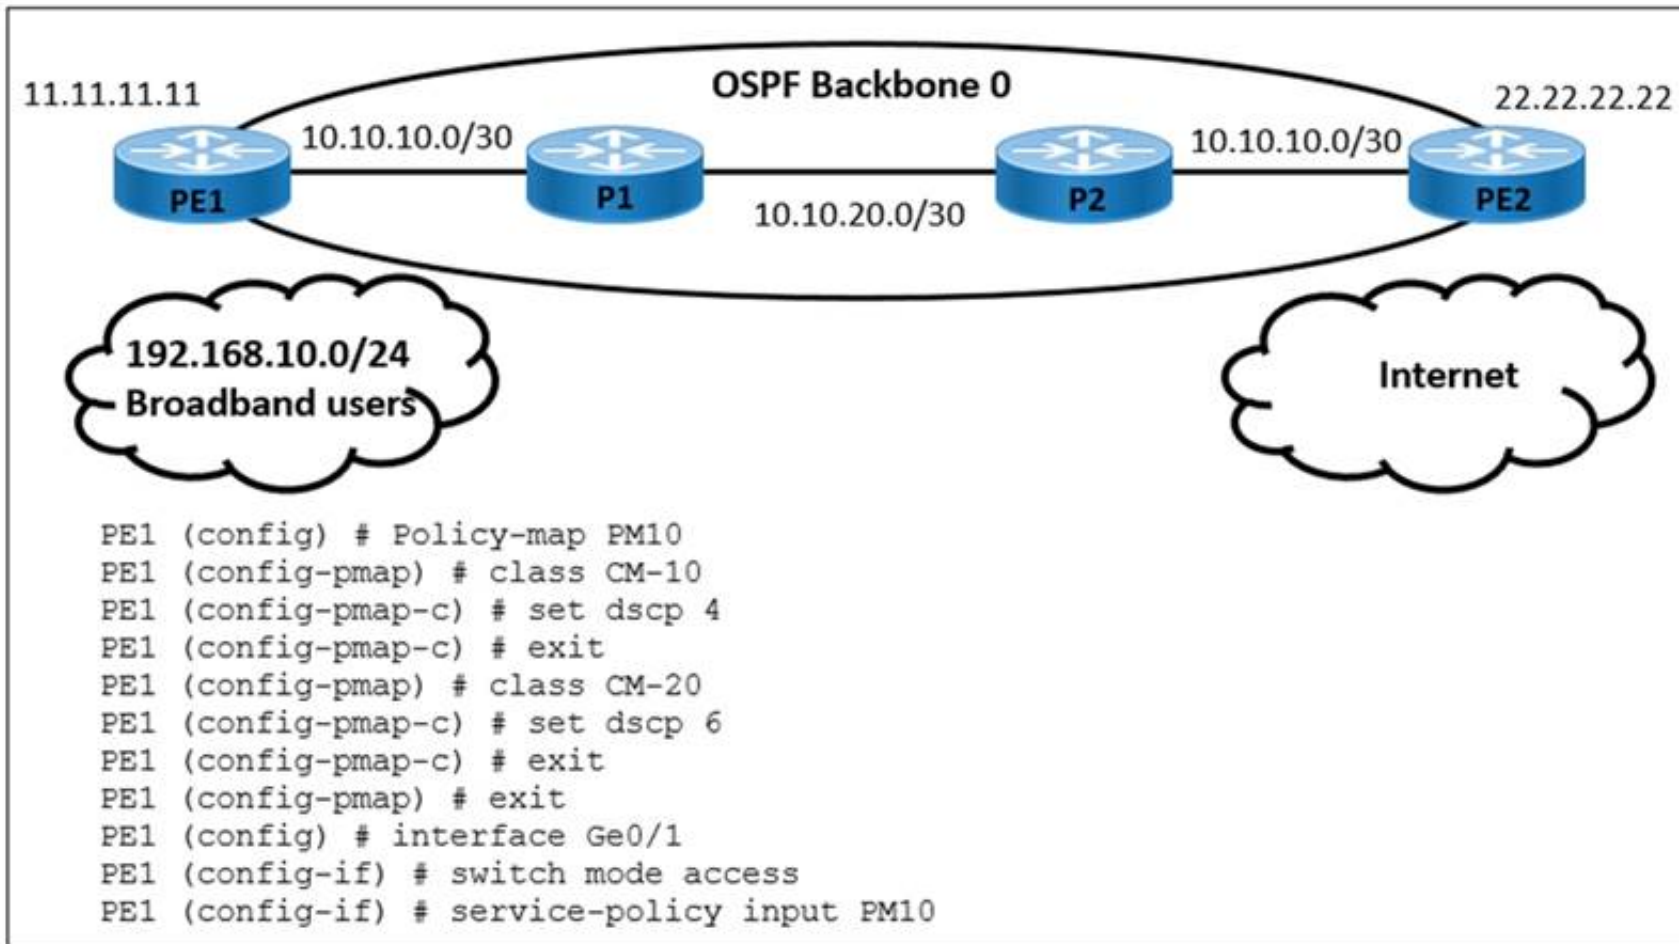 OSPF Backbone 0
11.11.11.11
22.22.22.22
10.10.10.0/30
10.10.10.0/30
PE1
P1
P2
PE2
10.10.20.0/30
192.168.10.0/24
Broadband users
Internet
PE1 (config) # Policy-map PM10
PE1 (config-pmap) # class CM-10
PE1 (config-pmap-c) # set dscp 4
PE1 (config-pmap-c) # exit
PE1 (config-pmap) # class CM-20
PE1 (config-pmap-c) # set dscp 6
PE1 (config-pmap-c) # exit
PE1 (config-pmap) # exit
PE1 (config) # interface Ge0/1
PE1 (config-if) # switch mode access
PE1 (config-if) # service-policy input PM10